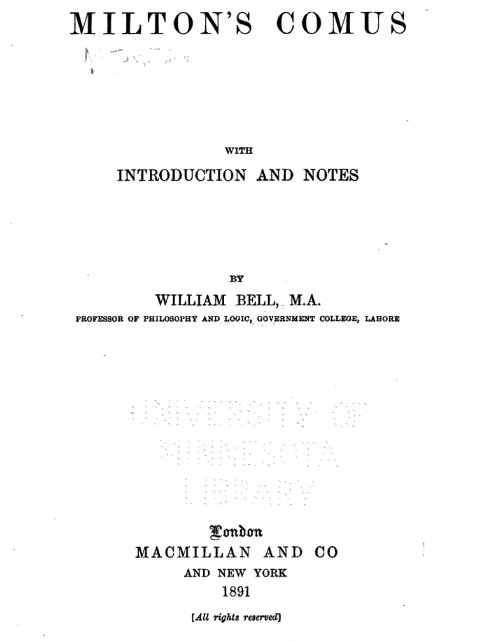 MILTON'S COMUS
WITH
INTRODUCTION AND NOTES
BY
WILLIAM BELL, M.A.
PROFESSOR OF PHILOSOPHY AND LOGIC, GOVERNMENT COLLEGE, LAHORE
UNIVERSITY OF
MINNESOTA
LIBRARY
London
MACMILLAN AND CO
AND NEW YORK
1891
[All rights reserved]